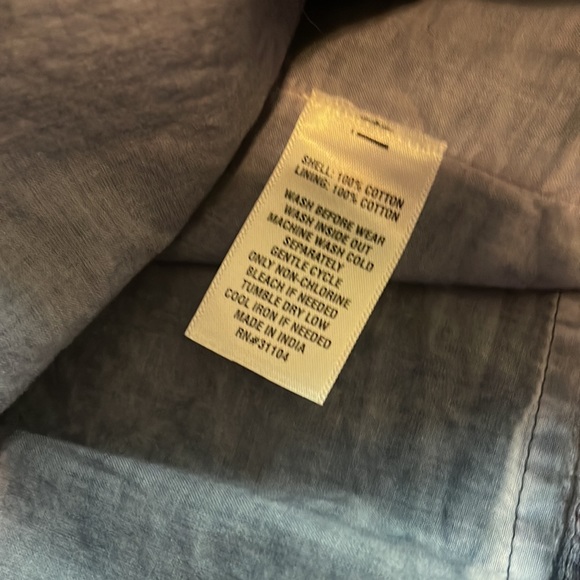 SHELL: 100% COTTON
LINING: 100% COTTON
WASH BEFORE WEAR
WASH INSIDE OUT
MACHINE WASH COLD
SEPARATELY
GENTLE CYCLE
ONLY NON-CHLORINE
BLEACH IF NEEDED
TUMBLE DRY LOW
COOL IRON IF NEEDED
MADE IN INDIA
RN#31104